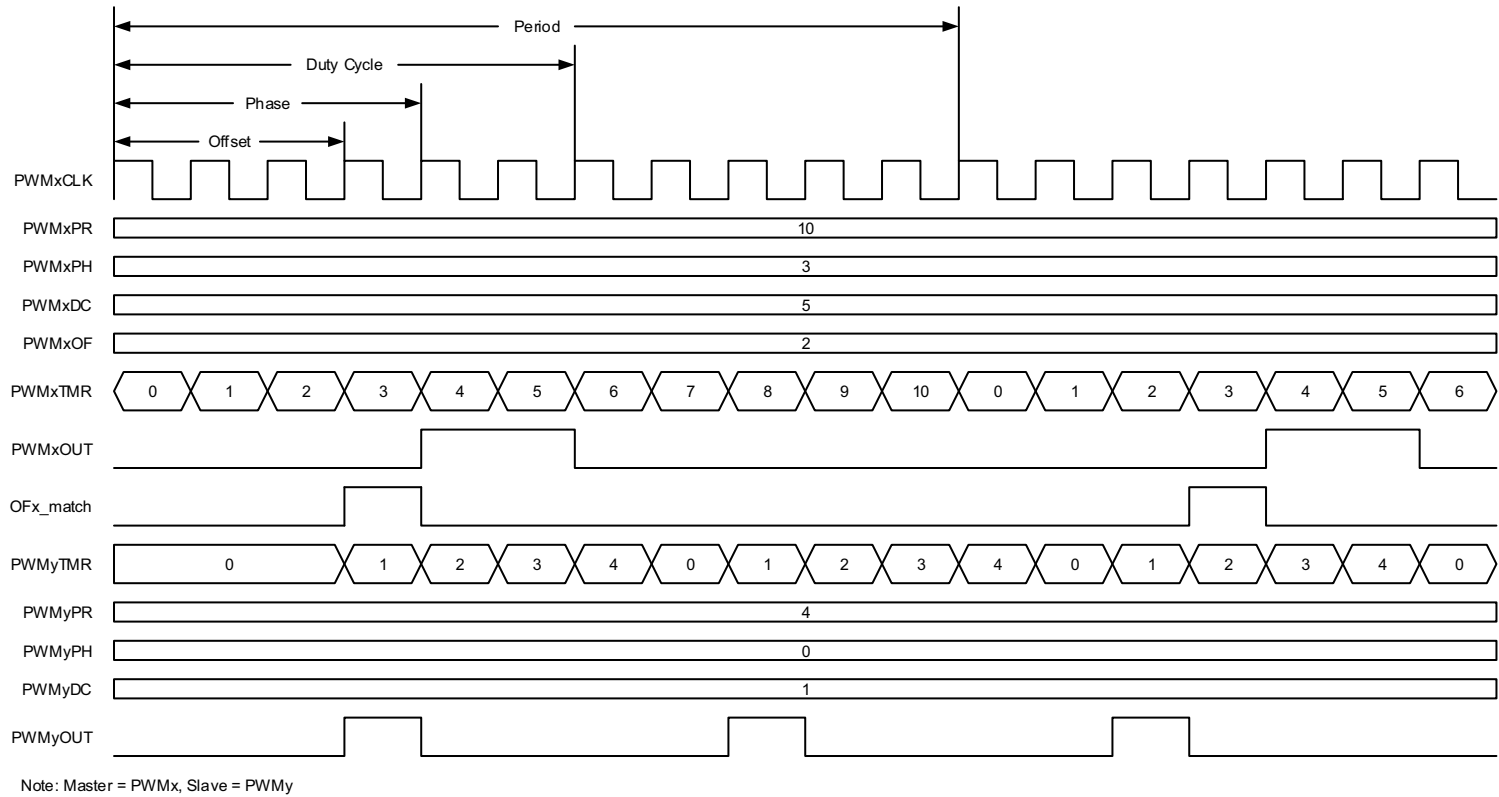 Period
Duty Cycle
Phase
Offset
PWMxCLK
PWMxPR 10
PWMxPH 3
PWMxDC 5
PWMxOF 2
PWMxTMR 0 1 2 3 4 5 6 7 8 9 10 0 1 2 3 4 5 6
PWMxOUT
OFx_match
PWMyTMR 0 1 2 3 4 0 1 2 3 4 0 1 2 3 4 0
PWMyPR 4
PWMyPH 0
PWMyDC 1
PWMyOUT
Note: Master = PWMx, Slave = PWMy